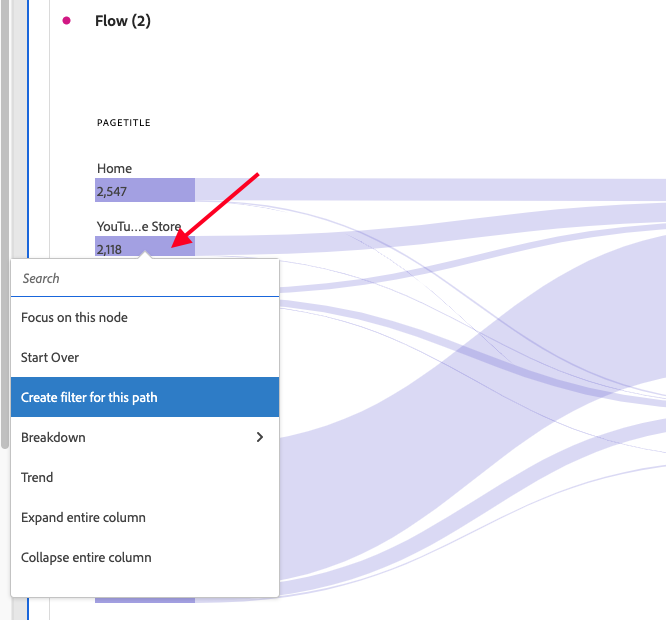 Flow (2)
PAGETITLE
Home
2,547
YouTu...e Store
2,118
Search
Focus on this node
Start Over
Create filter for this path
Breakdown
Trend
Expand entire column
Collapse entire column